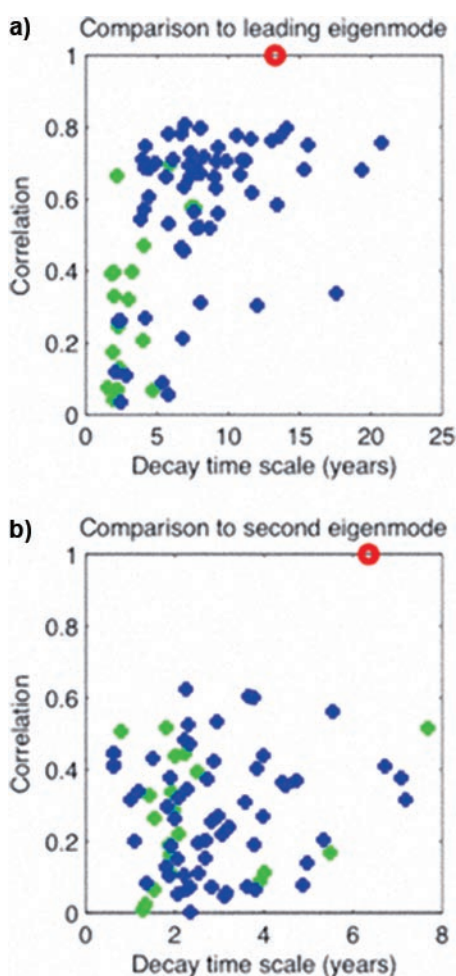 a) Comparison to leading eigenmode
1
0.8
0.6
0.4
0.2
0
Correlation
0 5 10 15 20 25
Decay time scale (years)
b) Comparison to second eigenmode
1
0.8
0.6
0.4
0.2
0
Correlation
0 2 4 6 8
Decay time scale (years)